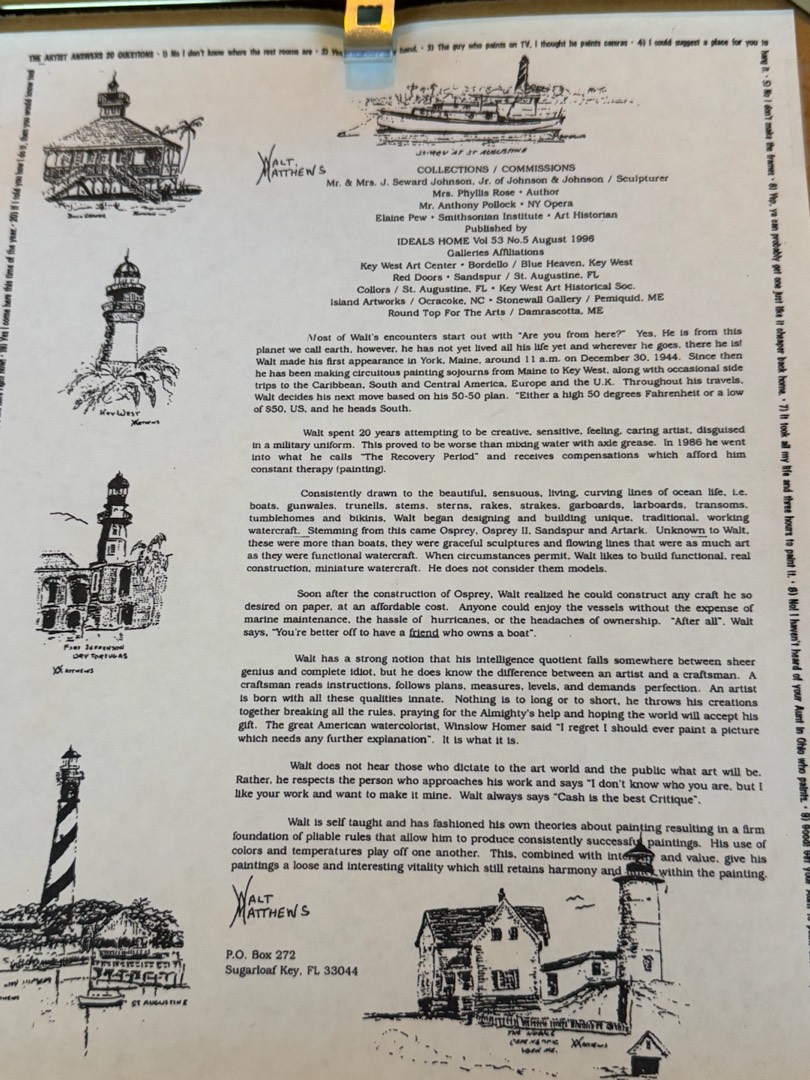 THE ARTIST ANSWERS 20 QUESTIONS · 1) No I don't know where the rest rooms are · 2) Yes hand. · 3) The guy who paints on TV, I thought he paints canvas · 4) I could suggest a place for you to
hang it · 5) No I don't make the frames · 6) Yep, ya can probably get one just like it cheaper back home. · 7) It took all my life and three hours to paint it. · 8) No! I haven't heard of your Aunt in Ohio who paints. · 9)
ST AUGUSTINE
WALT
MATTHEWS
COLLECTIONS / COMMISSIONS
Mr. & Mrs. J. Seward Johnson, Jr. of Johnson & Johnson / Sculpturer
Mrs. Phyllis Rose • Author
Mr. Anthony Pollock • NY Opera
Elaine Pew • Smithsonian Institute • Art Historian
Published by
IDEALS HOME Vol 53 No.5 August 1996
Galleries Affiliations
Key West Art Center • Bordello / Blue Heaven, Key West
Red Doors • Sandspur / St. Augustine, FL
Collors / St. Augustine, FL • Key West Art Historical Soc.
Island Artworks / Ocracoke, NC • Stonewall Gallery / Pemiquid, ME
Round Top For The Arts / Damrascotta, ME
Most of Walt's encounters start out with "Are you from here?" Yes, He is from this
planet we call earth, however, he has not yet lived all his life yet and wherever he goes, there he is!
Walt made his first appearance in York, Maine, around 11 a.m. on December 30, 1944. Since then
he has been making circuitous painting sojourns from Maine to Key West, along with occasional side
trips to the Caribbean, South and Central America, Europe and the U.K. Throughout his travels,
Walt decides his next move based on his 50-50 plan. "Either a high 50 degrees Fahrenheit or a low
of $50, US, and he heads South.
Walt spent 20 years attempting to be creative, sensitive, feeling, caring artist, disguised
in a military uniform. This proved to be worse than mixing water with axle grease. In 1986 he went
into what he calls "The Recovery Period" and receives compensations which afford him
constant therapy (painting).
Consistently drawn to the beautiful, sensuous, living, curving lines of ocean life, i.e.
boats, gunwales, trunells, stems, sterns, rakes, strakes, garboards, larboards, transoms,
tumblehomes and bikinis, Walt began designing and building unique, traditional, working
watercraft. Stemming from this came Osprey, Osprey II, Sandspur and Artark. Unknown to Walt,
these were more than boats, they were graceful sculptures and flowing lines that were as much art
as they were functional watercraft. When circumstances permit, Walt likes to build functional, real
construction, miniature watercraft. He does not consider them models.
Soon after the construction of Osprey, Walt realized he could construct any craft he so
desired on paper, at an affordable cost. Anyone could enjoy the vessels without the expense of
marine maintenance, the hassle of hurricanes, or the headaches of ownership. "After all", Walt
says, "You're better off to have a friend who owns a boat".
Walt has a strong notion that his intelligence quotient falls somewhere between sheer
genius and complete idiot, but he does know the difference between an artist and a craftsman. A
craftsman reads instructions, follows plans, measures, levels, and demands perfection. An artist
is born with all these qualities innate. Nothing is to long or to short, he throws his creations
together breaking all the rules, praying for the Almighty's help and hoping the world will accept his
gift. The great American watercolorist, Winslow Homer said "I regret I should ever paint a picture
which needs any further explanation". It is what it is.
Walt does not hear those who dictate to the art world and the public what art will be.
Rather, he respects the person who approaches his work and says "I don't know who you are, but I
like your work and want to make it mine. Walt always says "Cash is the best Critique".
Walt is self taught and has fashioned his own theories about painting resulting in a firm
foundation of pliable rules that allow him to produce consistently successful paintings. His use of
colors and temperatures play off one another. This, combined with and value, give his
paintings a loose and interesting vitality which still retains harmony and within the painting.
WALT
MATTHEWS
P.O. Box 272
Sugarloaf Key, FL 33044
KEY WEST
MATTHEWS
FORT JEFFERSON
DRY TORTUGAS
MATTHEWS
ST AUGUSTINE
MATTHEWS
20) If I told you how I do it, then you would know too!